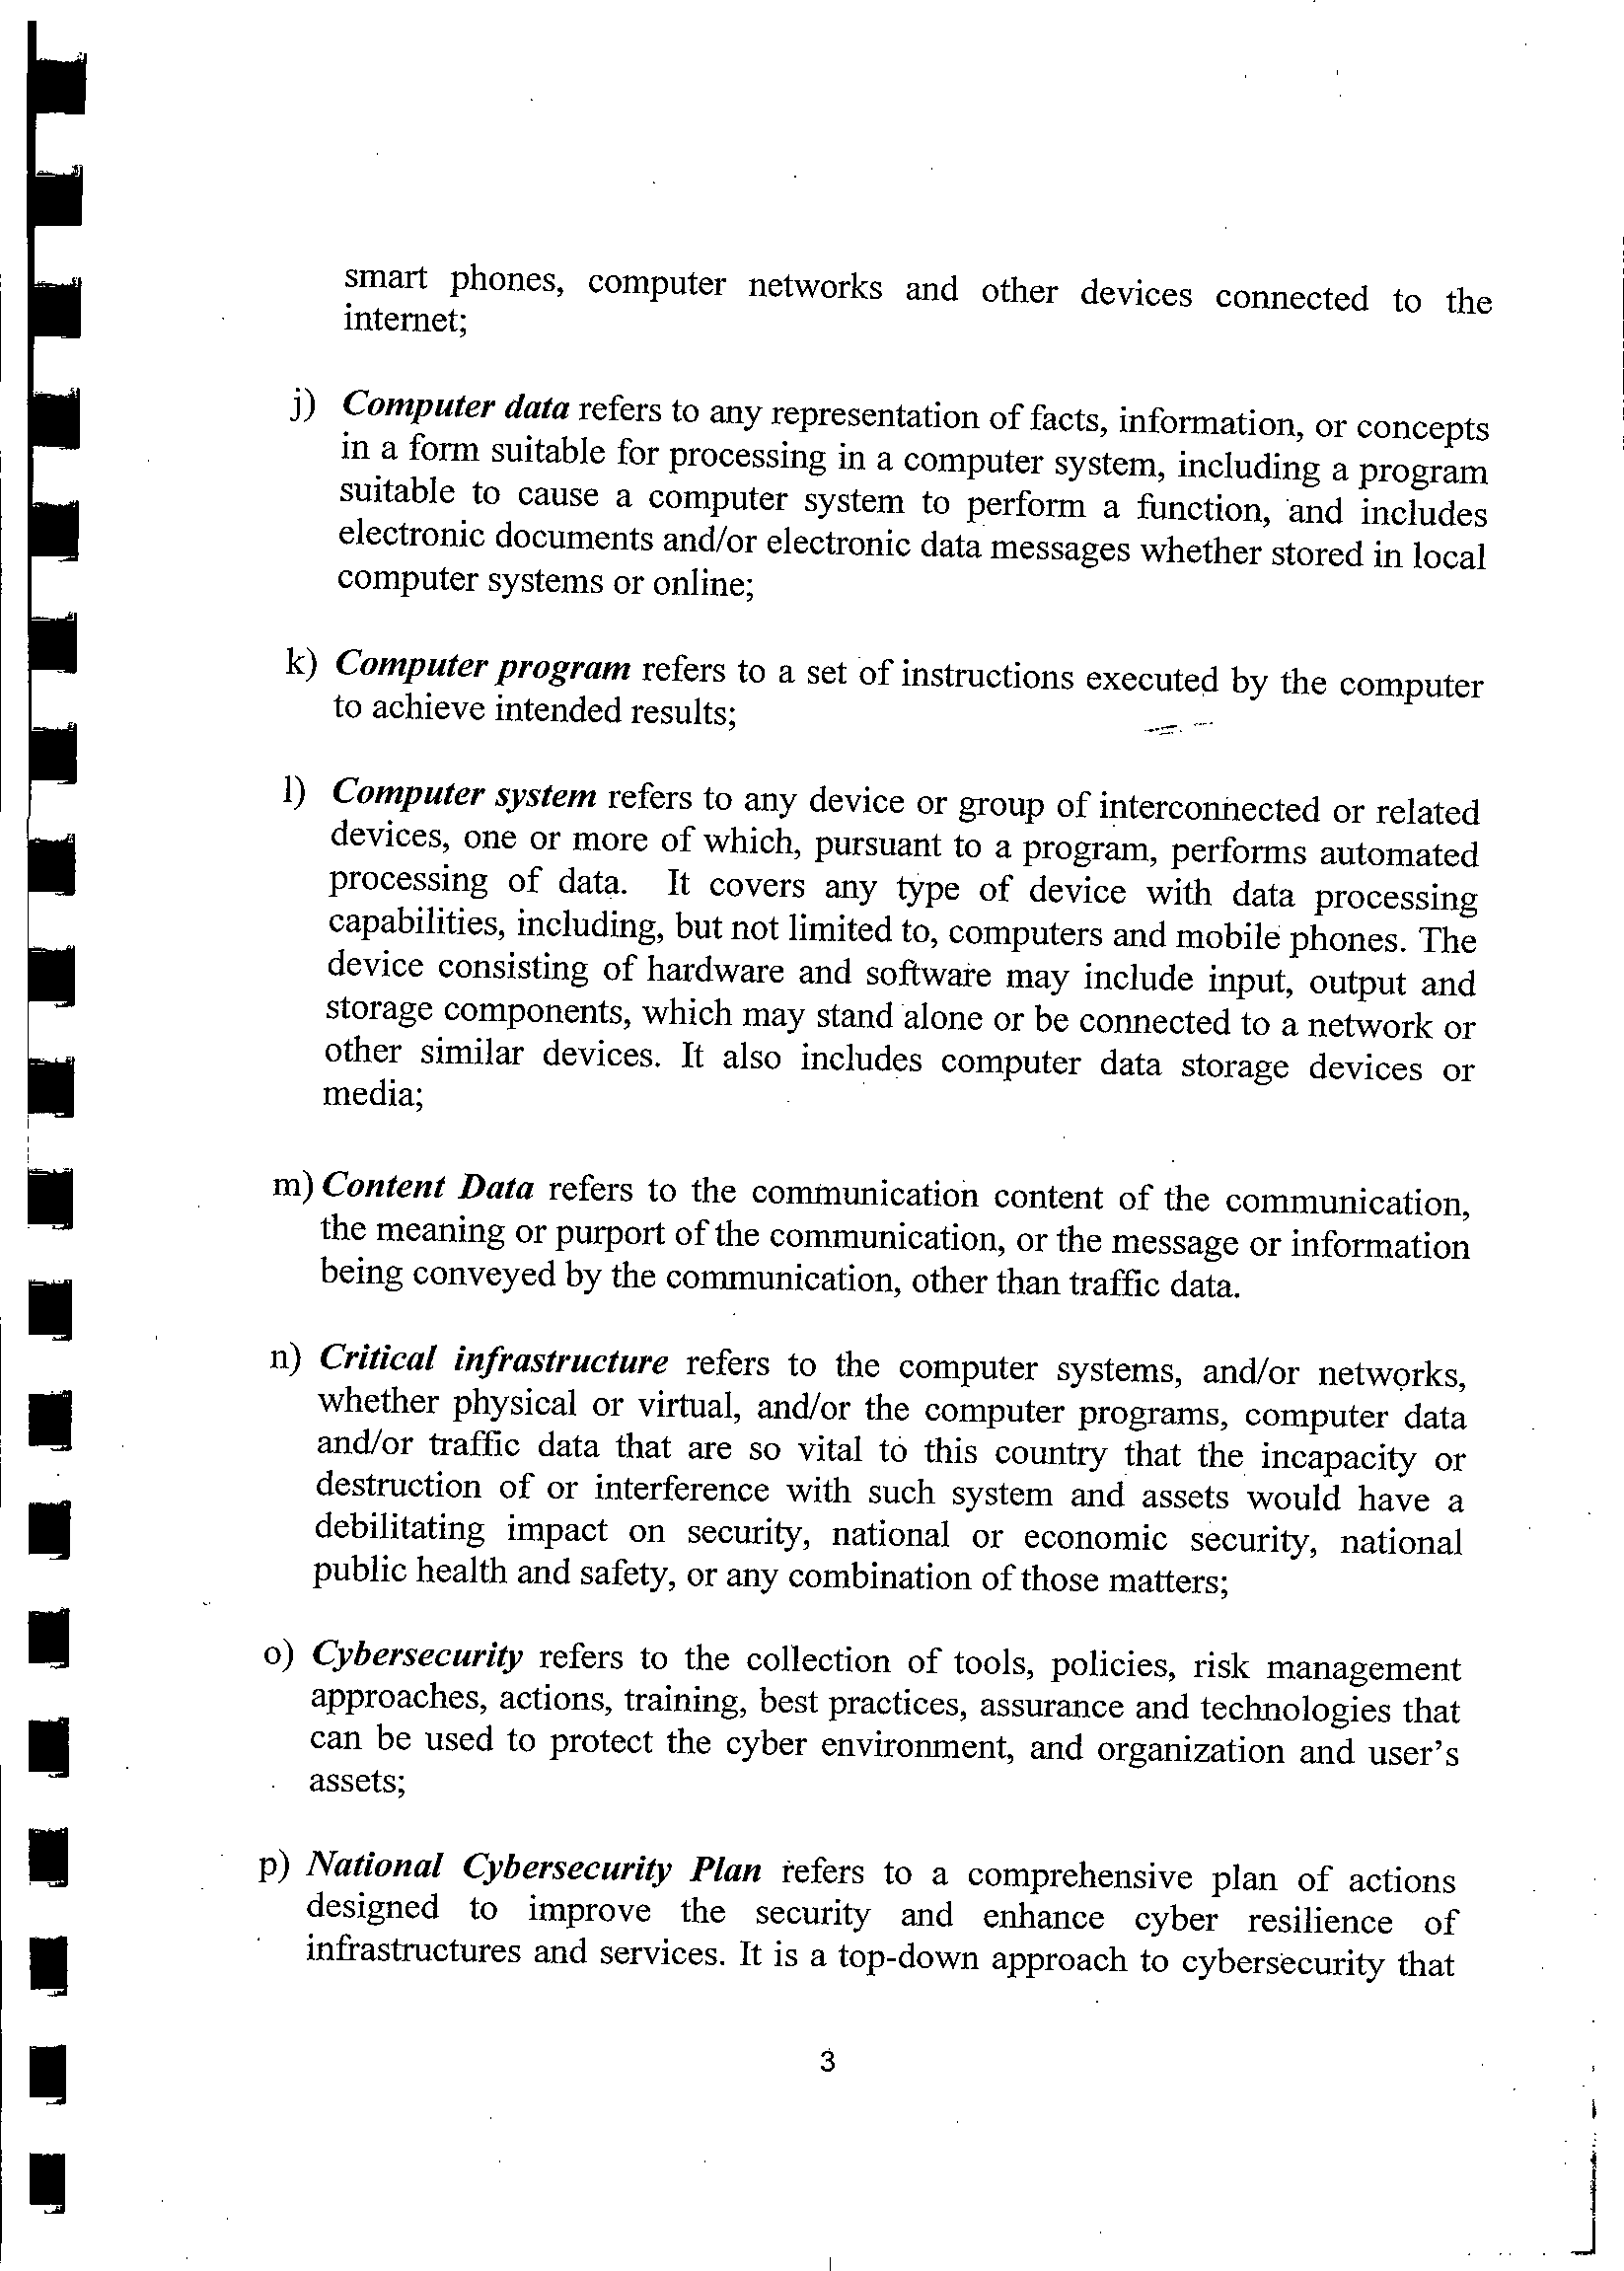 smart phones, computer networks and other devices connected to the
internet;
j) Computer data refers to any representation of facts, information, or concepts
in a form suitable for processing in a computer system, including a program
suitable to cause a computer system to perform a function, and includes
electronic documents and/or electronic data messages whether stored in local
computer systems or online;
k) Computer program refers to a set of instructions executed by the computer
to achieve intended results;
l) Computer system refers to any device or group of interconnected or related
devices, one or more of which, pursuant to a program, performs automated
processing of data. It covers any type of device with data processing
capabilities, including, but not limited to, computers and mobile phones. The
device consisting of hardware and software may include input, output and
storage components, which may stand alone or be connected to a network or
other similar devices. It also includes computer data storage devices or
media;
m) Content Data refers to the communication content of the communication,
the meaning or purport of the communication, or the message or information
being conveyed by the communication, other than traffic data.
n) Critical infrastructure refers to the computer systems, and/or networks,
whether physical or virtual, and/or the computer programs, computer data
and/or traffic data that are so vital to this country that the incapacity or
destruction of or interference with such system and assets would have a
debilitating impact on security, national or economic security, national
public health and safety, or any combination of those matters;
o) Cybersecurity refers to the collection of tools, policies, risk management
approaches, actions, training, best practices, assurance and technologies that
can be used to protect the cyber environment, and organization and user's
assets;
p) National Cybersecurity Plan refers to a comprehensive plan of actions
designed to improve the security and enhance cyber resilience of
infrastructures and services. It is a top-down approach to cybersecurity that
3